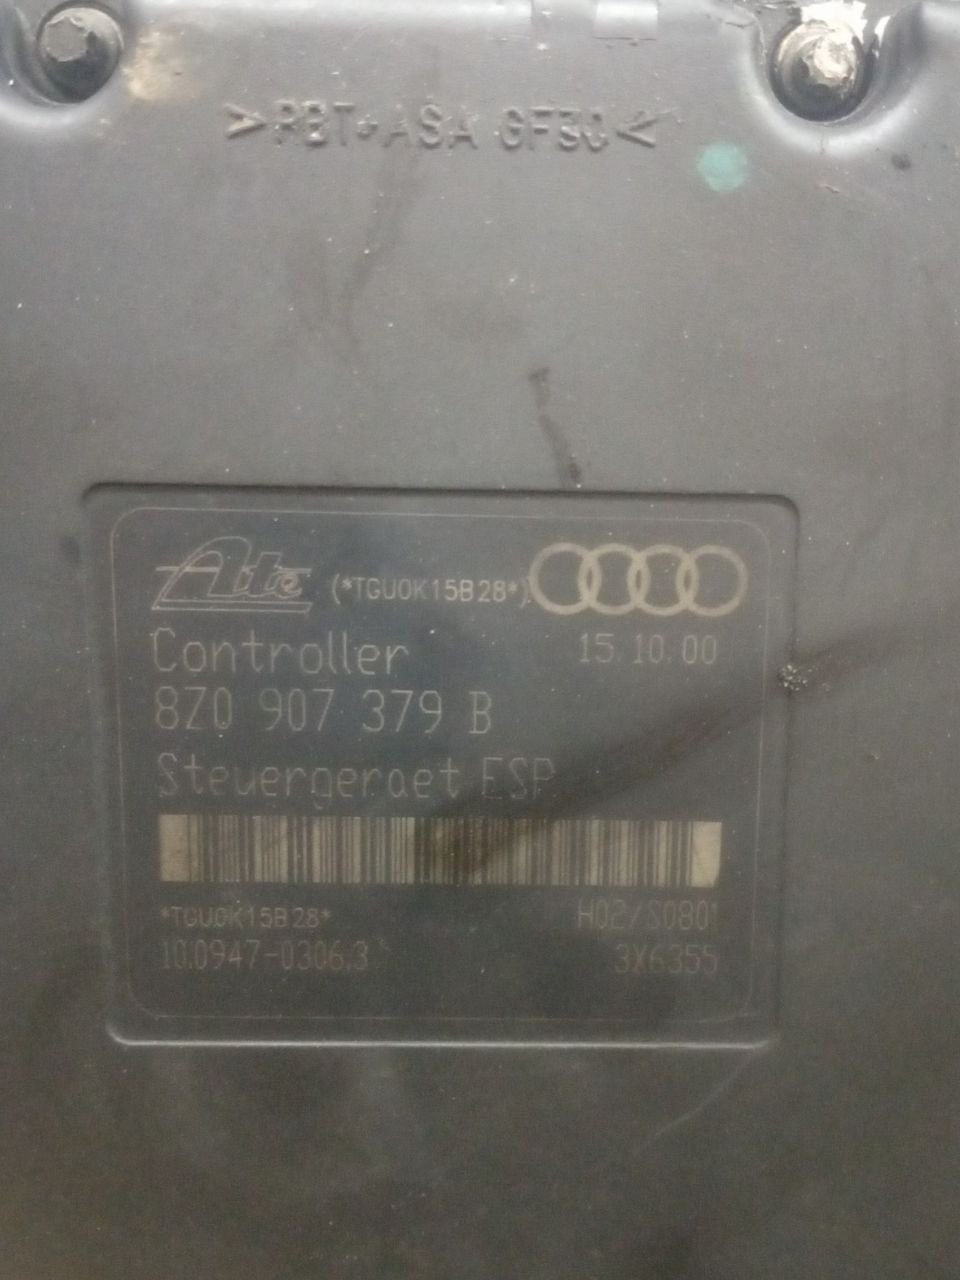 >PBT+ASA GF30<
Ate (*TGU0K15B28*)
Controller 15.10.00
8Z0 907 379 B
Steuergeraet ESP
*TGU0K15B28* H02/S0801
10.0947-0306.3 3X6355